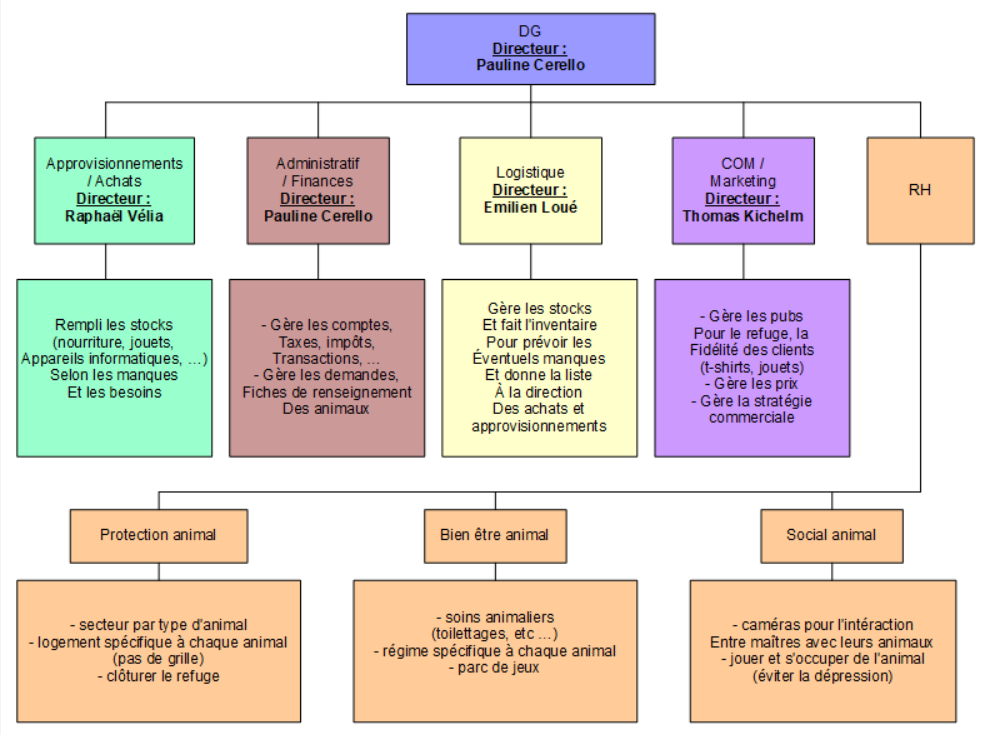 DG
Directeur :
Pauline Cerello
Approvisionnements
/ Achats
Directeur :
Raphaël Vélia
Administratif
/ Finances
Directeur :
Pauline Cerello
Logistique
Directeur :
Emilien Loué
COM /
Marketing
Directeur :
Thomas Kichelm
RH
Rempli les stocks
(nourriture, jouets,
Appareils informatiques, ...)
Selon les manques
Et les besoins
- Gère les comptes,
Taxes, impôts,
Transactions, ...
- Gère les demandes,
Fiches de renseignement
Des animaux
Gère les stocks
Et fait l'inventaire
Pour prévoir les
Éventuels manques
Et donne la liste
À la direction
Des achats et
approvisionnements
- Gère les pubs
Pour le refuge, la
Fidélité des clients
(t-shirts, jouets)
- Gère les prix
- Gère la stratégie
commerciale
Protection animal
Bien être animal
Social animal
- secteur par type d'animal
- logement spécifique à chaque animal
(pas de grille)
- clôturer le refuge
- soins animaliers
(toilettages, etc ...)
- régime spécifique à chaque animal
- parc de jeux
- caméras pour l'intéraction
Entre maîtres avec leurs animaux
- jouer et s'occuper de l'animal
(éviter la dépression)